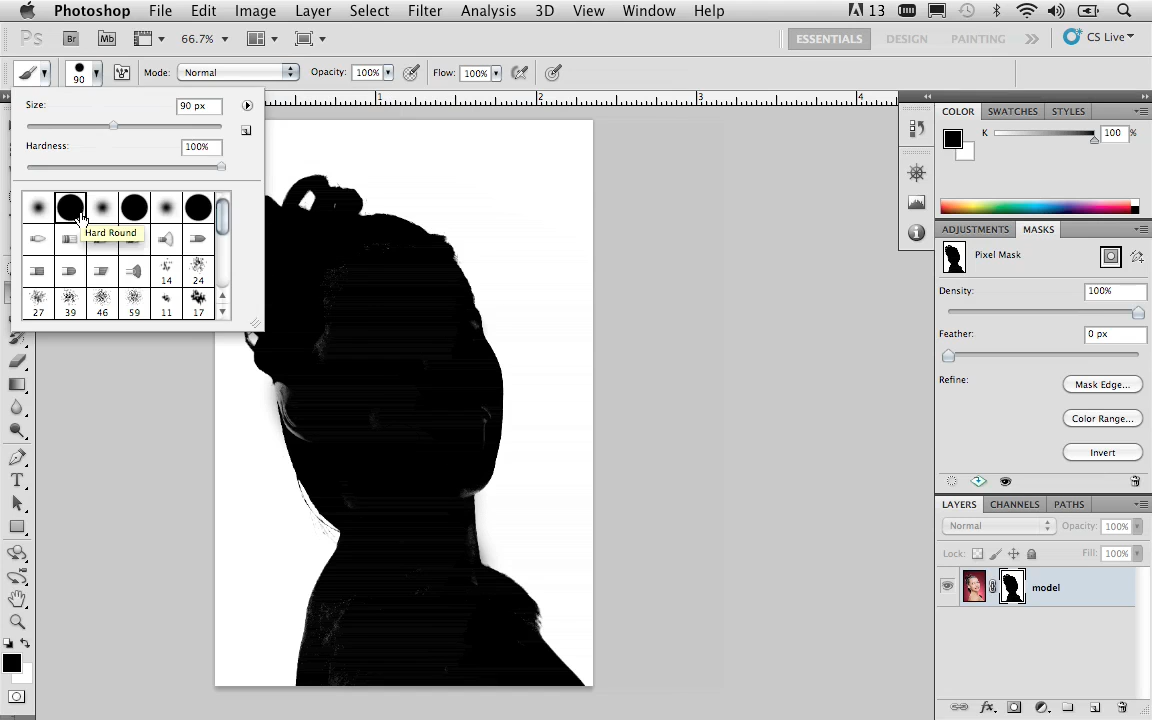 Photoshop File Edit Image Layer Select Filter Analysis 3D View Window Help 13
Ps Br Mb 66.7% ESSENTIALS DESIGN PAINTING CS Live
90 Mode: Normal Opacity: 100% Flow: 100%
Size: 90 px
Hardness: 100%
Hard Round
14 24
27 39 46 59 11 17
1 2 3 4
COLOR SWATCHES STYLES
K 100 %
ADJUSTMENTS MASKS
Pixel Mask
Density: 100%
Feather: 0 px
Refine: Mask Edge...
Color Range...
Invert
LAYERS CHANNELS PATHS
Normal Opacity: 100%
Lock: Fill: 100%
model
T
fx